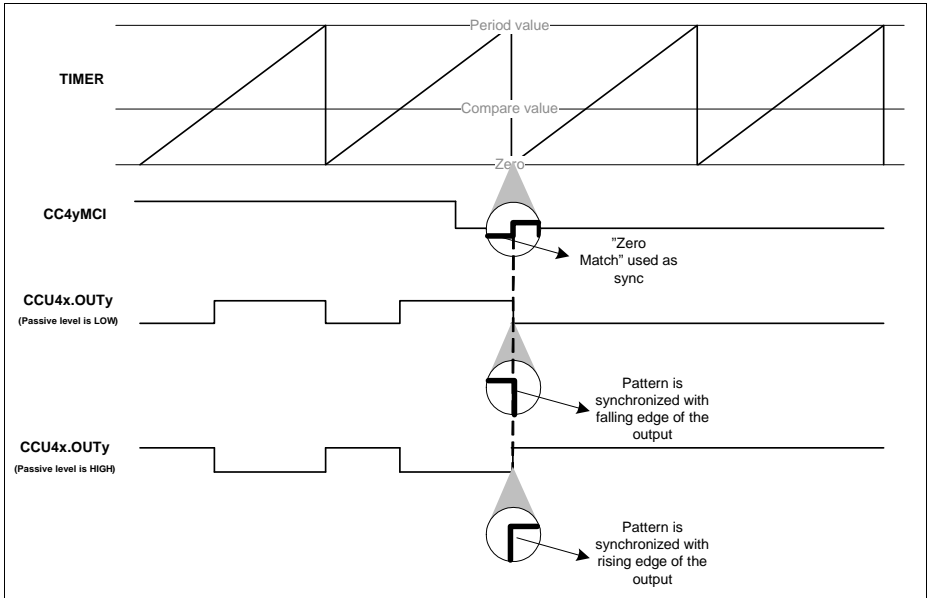 Period value
TIMER
Compare value
Zero
CC4yMCI
"Zero
Match" used as
sync
CCU4x.OUTy
(Passive level is LOW)
Pattern is
synchronized with
falling edge of the
output
CCU4x.OUTy
(Passive level is HIGH)
Pattern is
synchronized with
rising edge of the
output